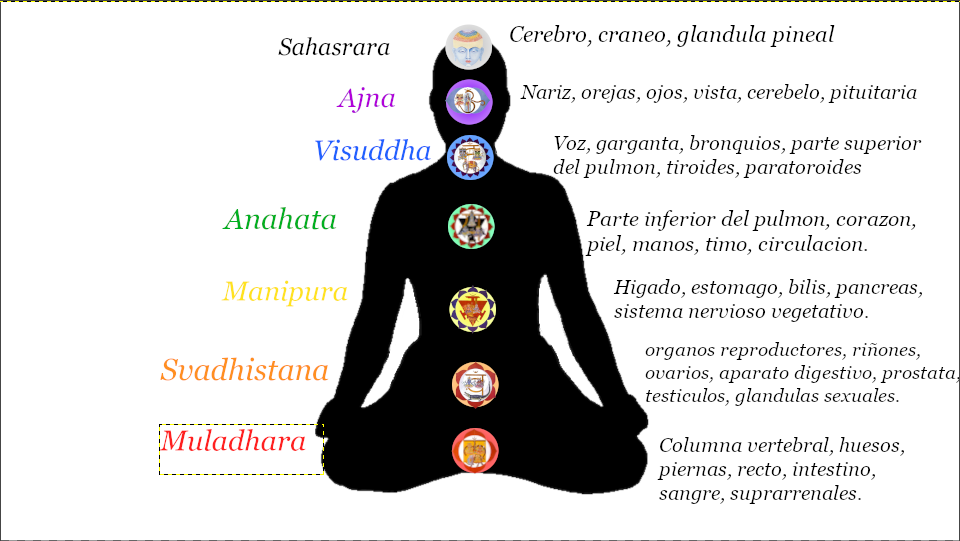 Sahasrara
Cerebro, craneo, glandula pineal
Ajna
Nariz, orejas, ojos, vista, cerebelo, pituitaria
Visuddha
Voz, garganta, bronquios, parte superior
del pulmon, tiroides, paratoroides
Anahata
Parte inferior del pulmon, corazon,
piel, manos, timo, circulacion.
Manipura
Higado, estomago, bilis, pancreas,
sistema nervioso vegetativo.
Svadhistana
organos reproductores, riñones,
ovarios, aparato digestivo, prostata,
testiculos, glandulas sexuales.
Muladhara
Columna vertebral, huesos,
piernas, recto, intestino,
sangre, suprarrenales.